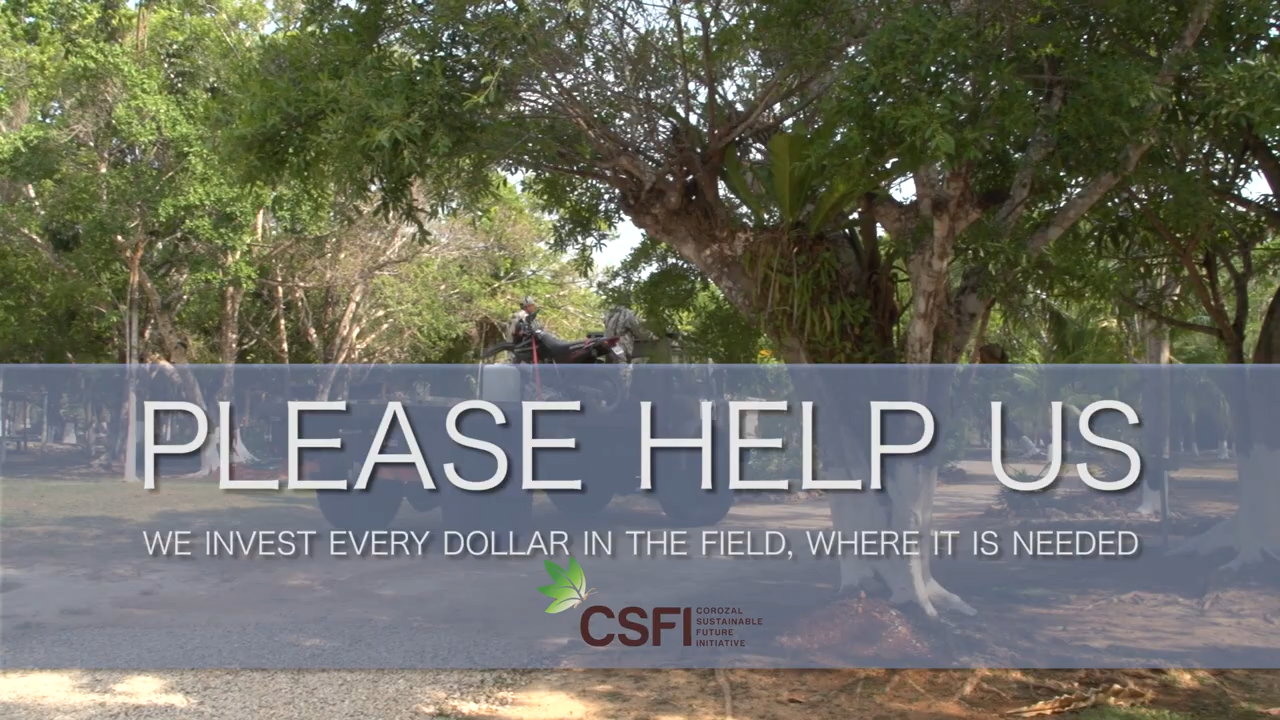 PLEASE HELP US
WE INVEST EVERY DOLLAR IN THE FIELD, WHERE IT IS NEEDED
CSFI
COROZAL
SUSTAINABLE
FUTURE
INITIATIVE